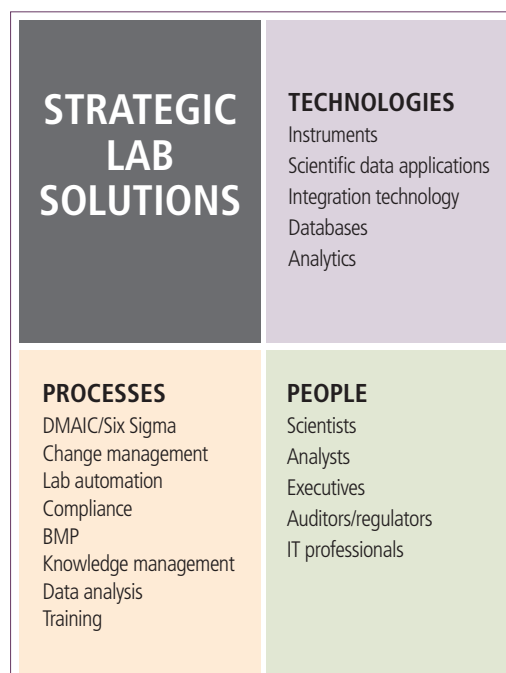 STRATEGIC
LAB
SOLUTIONS
TECHNOLOGIES
Instruments
Scientific data applications
Integration technology
Databases
Analytics
PROCESSES
DMAIC/Six Sigma
Change management
Lab automation
Compliance
BMP
Knowledge management
Data analysis
Training
PEOPLE
Scientists
Analysts
Executives
Auditors/regulators
IT professionals